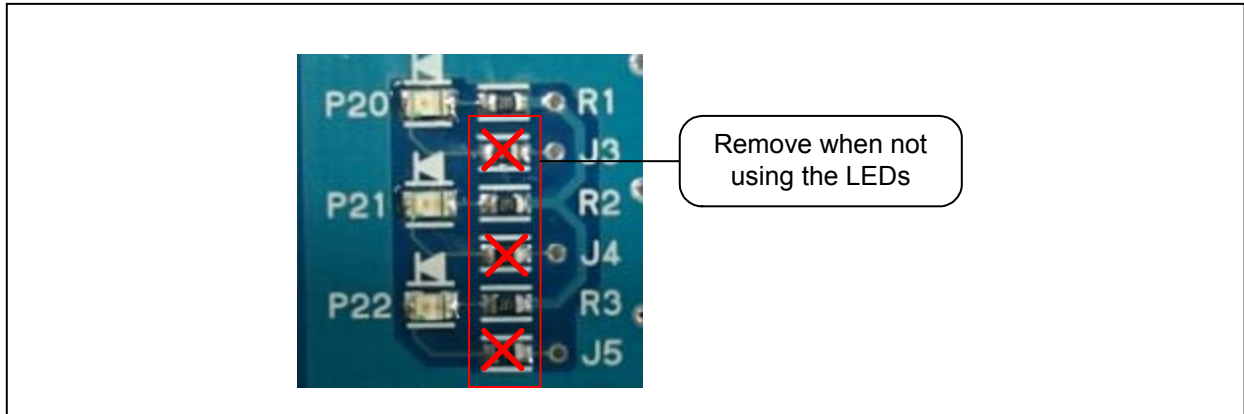 P20 R1
J3
P21 R2
J4
P22 R3
J5
Remove when not
using the LEDs